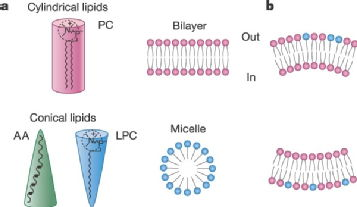 a
Cylindrical lipids
PC
Bilayer
b
Out
In
Conical lipids
AA
LPC
Micelle